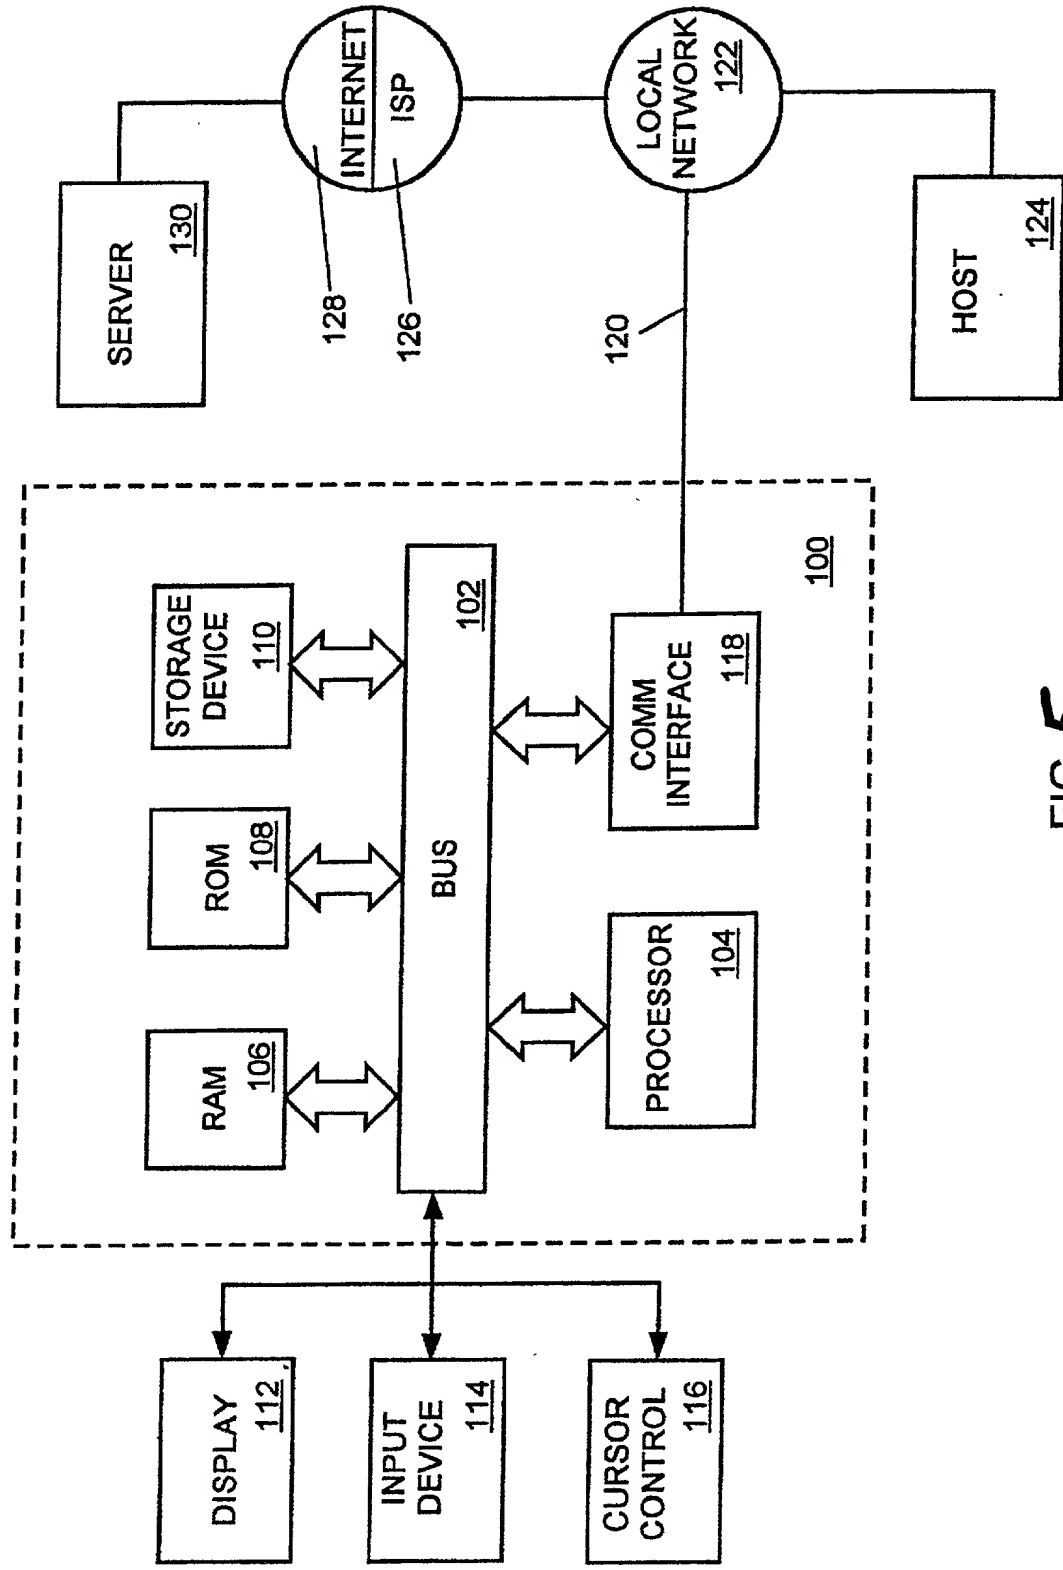 DISPLAY
112
RAM
106
ROM
108
STORAGE
DEVICE
110
SERVER
130
INPUT
DEVICE
114
BUS
102
128
126
INTERNET
ISP
CURSOR
CONTROL
116
PROCESSOR
104
COMM
INTERFACE
118
120
LOCAL
NETWORK
122
100
HOST
124
FIG.